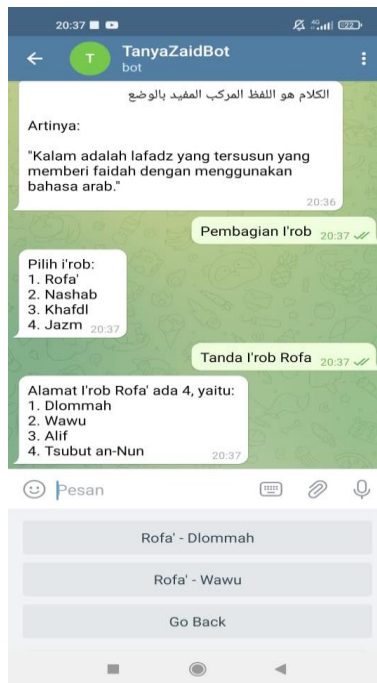 20:37
4G
22
T
TanyaZaidBot
bot
الكلام هو اللفظ المركب المفيد بالوضع
Artinya:
"Kalam adalah lafadz yang tersusun yang
memberi faidah dengan menggunakan
bahasa arab."
20:36
Pembagian I'rob 20:37
Pilih i'rob:
1. Rofa'
2. Nashab
3. Khafdl
4. Jazm 20:37
Tanda I'rob Rofa 20:37
Alamat I'rob Rofa' ada 4, yaitu:
1. Dlommah
2. Wawu
3. Alif
4. Tsubut an-Nun 20:37
Pesan
Rofa' - Dlommah
Rofa' - Wawu
Go Back